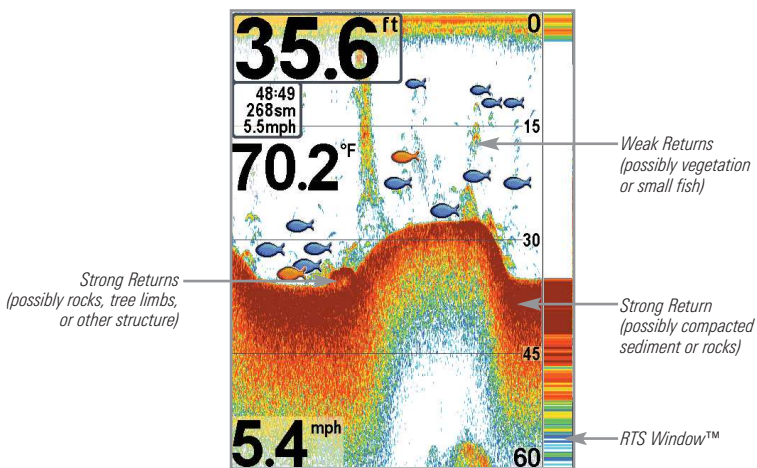 35.6 ft
0
48:49
268sm
5.5mph
15
70.2 °F
Weak Returns
(possibly vegetation
or small fish)
30
Strong Returns
(possibly rocks, tree limbs,
or other structure)
Strong Return
(possibly compacted
sediment or rocks)
45
5.4 mph
60
RTS Window™